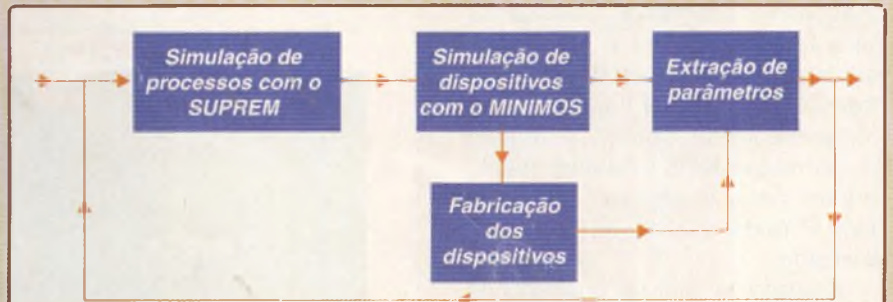 Simulação de
processos com o
SUPREM
Simulação de
dispositivos
com o MINIMOS
Extração de
parâmetros
Fabricação
dos
dispositivos